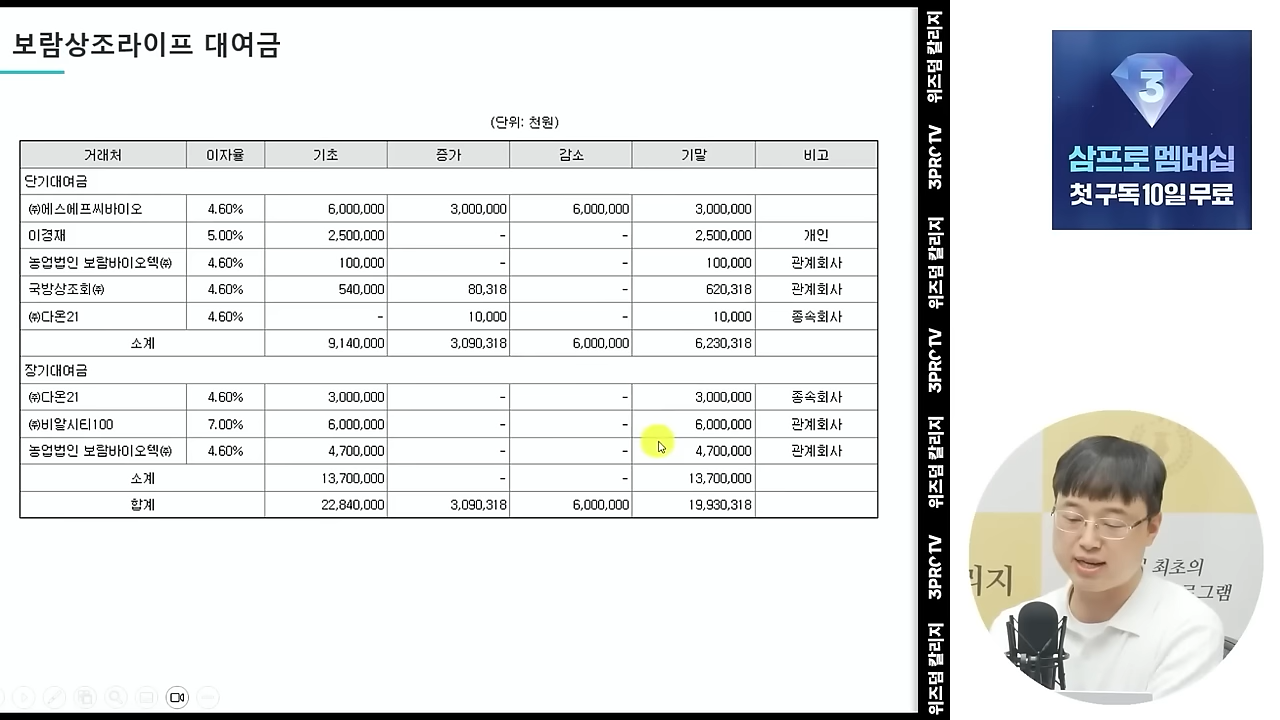 보람상조라이프 대여금
(단위: 천원)
거래처 이자율 기초 증가 감소 기말 비고
단기대여금
㈜에스에프씨바이오 4.60% 6,000,000 3,000,000 6,000,000 3,000,000
이경재 5.00% 2,500,000 - - 2,500,000 개인
농업법인 보람바이오텍㈜ 4.60% 100,000 - - 100,000 관계회사
국방상조회㈜ 4.60% 540,000 80,318 - 620,318 관계회사
㈜다온21 4.60% - 10,000 - 10,000 종속회사
소계 9,140,000 3,090,318 6,000,000 6,230,318
장기대여금
㈜다온21 4.60% 3,000,000 - - 3,000,000 종속회사
㈜비알시티100 7.00% 6,000,000 - - 6,000,000 관계회사
농업법인 보람바이오텍㈜ 4.60% 4,700,000 - - 4,700,000 관계회사
소계 13,700,000 - - 13,700,000
합계 22,840,000 3,090,318 6,000,000 19,930,318
위즈덤 칼리지
3PROTV
위즈덤 칼리지
3PROTV
위즈덤 칼리지
3PROTV
위즈덤 칼리지
3
삼프로 멤버십
첫 구독 10일 무료
리지
최초의
로그램